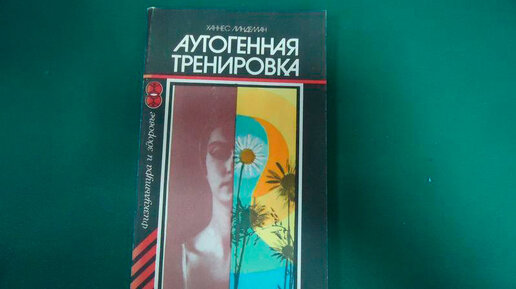 ХАННЕС ЛИНДЕМАН
АУТОГЕННАЯ
ТРЕНИРОВКА
Физкультура и здоровье